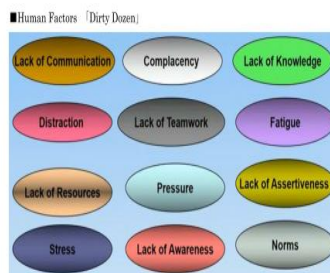 ■Human Factors 「Dirty Dozen」
Lack of Communication
Complacency
Lack of Knowledge
Distraction
Lack of Teamwork
Fatigue
Lack of Resources
Pressure
Lack of Assertiveness
Stress
Lack of Awareness
Norms